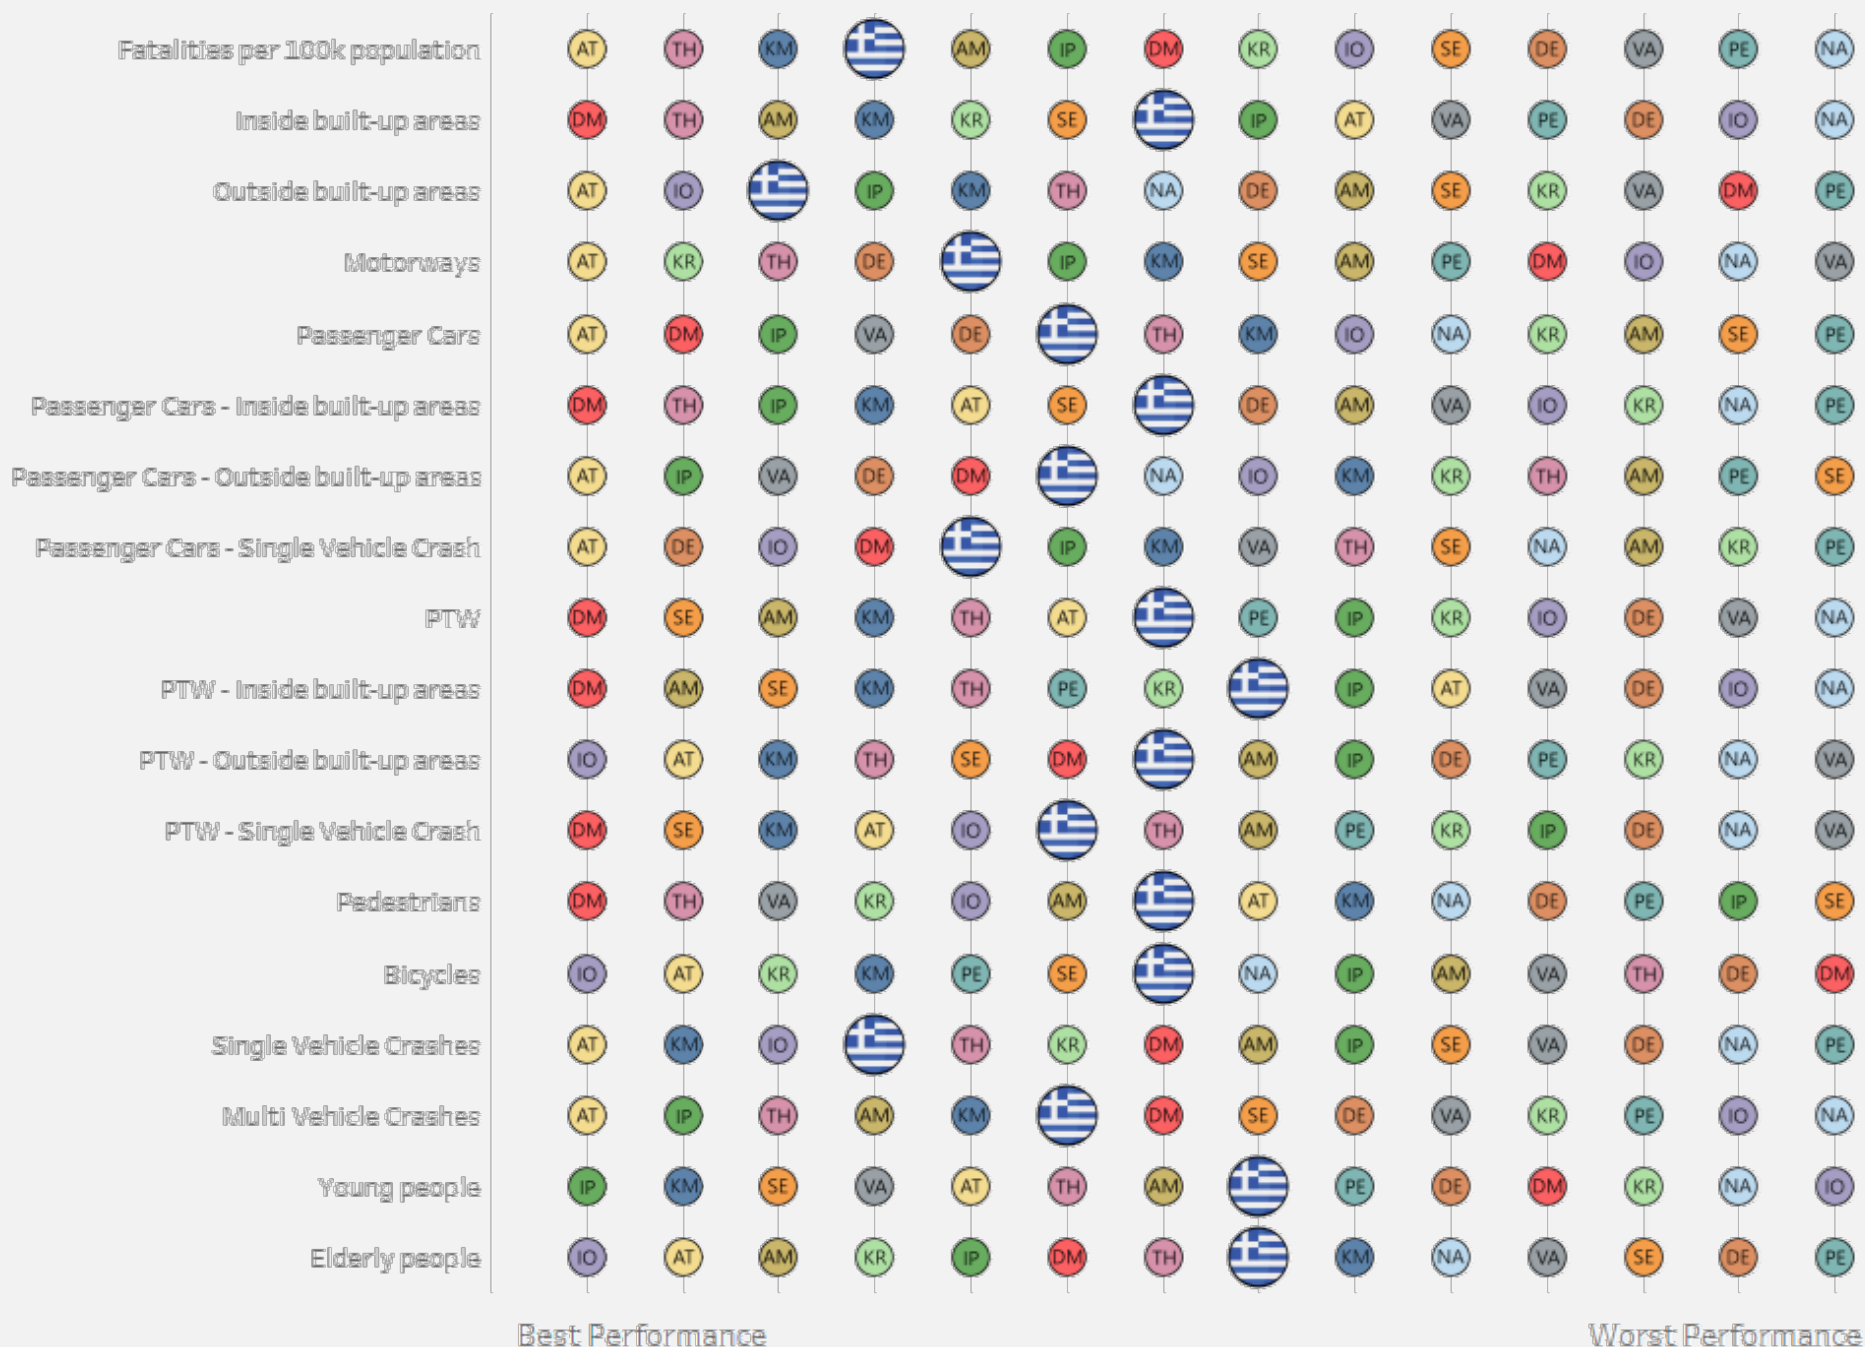 Fatalities per 100k population AT TH KM AM IP DM KR IO SE DE VA PE NA
Inside built-up areas DM TH AM KM KR SE IP AT VA PE DE IO NA
Outside built-up areas AT IO IP KM TH NA DE AM SE KR VA DM PE
Motorways AT KR TH DE IP KM SE AM PE DM IO NA VA
Passenger Cars AT DM IP VA DE TH KM IO NA KR AM SE PE
Passenger Cars - Inside built-up areas DM TH IP KM AT SE DE AM VA IO KR NA PE
Passenger Cars - Outside built-up areas AT IP VA DE DM NA IO KM KR TH AM PE SE
Passenger Cars - Single Vehicle Crash AT DE IO DM IP KM VA TH SE NA AM KR PE
PTW DM SE AM KM TH AT PE IP KR IO DE VA NA
PTW - Inside built-up areas DM AM SE KM TH PE KR IP AT VA DE IO NA
PTW - Outside built-up areas IO AT KM TH SE DM AM IP DE PE KR NA VA
PTW - Single Vehicle Crash DM SE KM AT IO TH AM PE KR IP DE NA VA
Pedestrians DM TH VA KR IO AM AT KM NA DE PE IP SE
Bicycles IO AT KR KM PE SE NA IP AM VA TH DE DM
Single Vehicle Crashes AT KM IO TH KR DM AM IP SE VA DE NA PE
Multi Vehicle Crashes AT IP TH AM KM DM SE DE VA KR PE IO NA
Young people IP KM SE VA AT TH AM PE DE DM KR NA IO
Elderly people IO AT AM KR IP DM TH KM NA VA SE DE PE
Best Performance Worst Performance